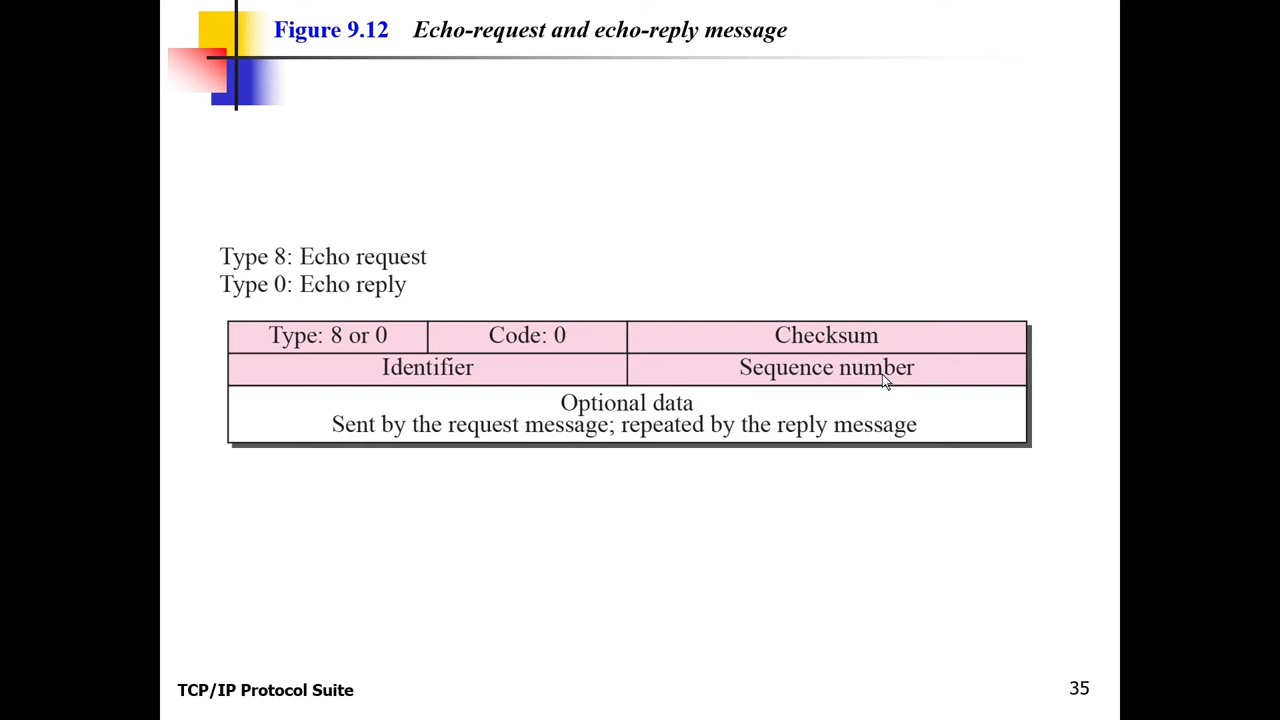 Figure 9.12 Echo-request and echo-reply message
Type 8: Echo request
Type 0: Echo reply
Type: 8 or 0 Code: 0 Checksum
Identifier Sequence number
Optional data
Sent by the request message; repeated by the reply message
TCP/IP Protocol Suite 35